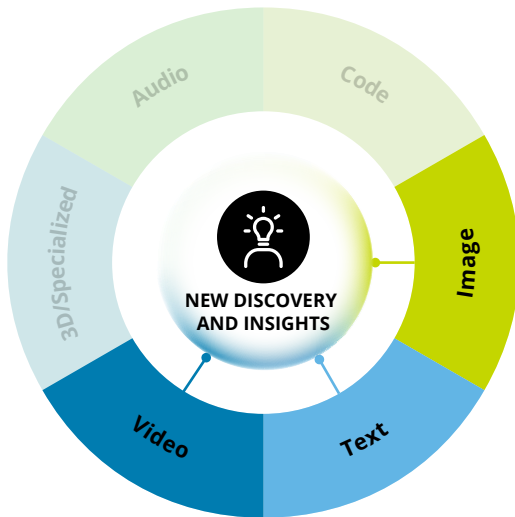 Audio
Code
3D/Specialized
Image
NEW DISCOVERY
AND INSIGHTS
Video
Text